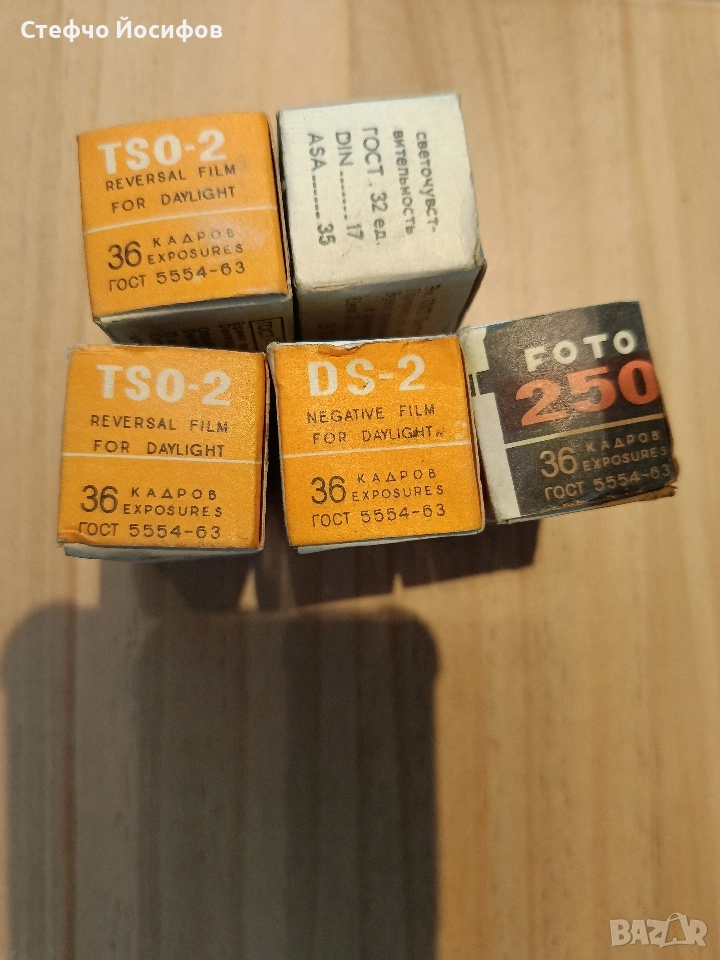 Стефчо Йосифов
TSO-2
REVERSAL FILM
FOR DAYLIGHT
36 КАДРОВ
EXPOSURES
ГОСТ 5554-63
светочувст-
вительность
ГОСТ . 32 ед.
DIN ....... 17
ASA ...... 35
TSO-2
REVERSAL FILM
FOR DAYLIGHT
36 КАДРОВ
EXPOSURES
ГОСТ 5554-63
DS-2
NEGATIVE FILM
FOR DAYLIGHT
36 КАДРОВ
EXPOSURES
ГОСТ 5554-63
FOTO
250
36 КАДРОВ
EXPOSURES
ГОСТ 5554-63
BAZAR